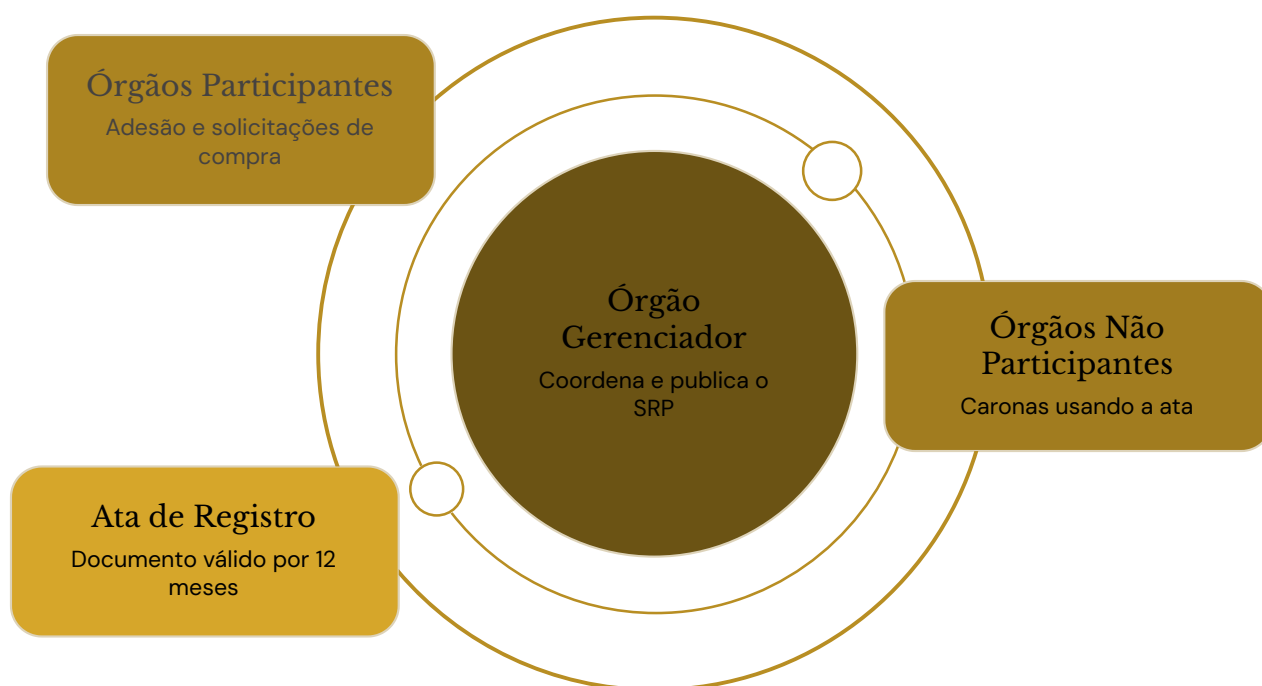 Órgãos Participantes
Adesão e solicitações de
compra
Órgão
Gerenciador
Coordena e publica o
SRP
Órgãos Não
Participantes
Caronas usando a ata
Ata de Registro
Documento válido por 12
meses